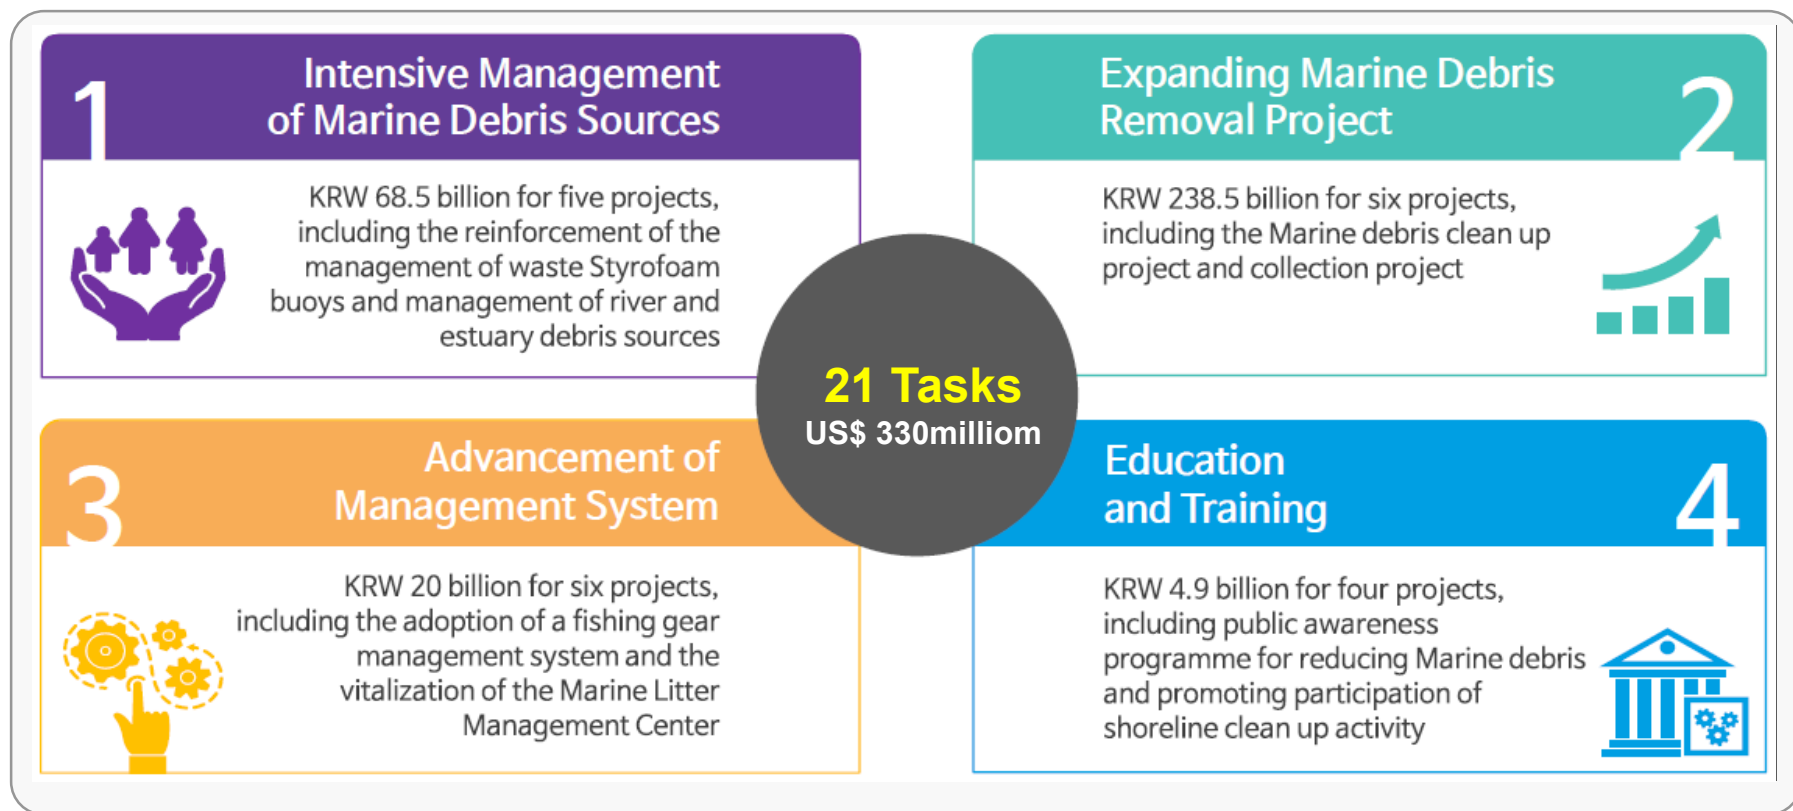 1
Intensive Management
of Marine Debris Sources
KRW 68.5 billion for five projects,
including the reinforcement of the
management of waste Styrofoam
buoys and management of river and
estuary debris sources
Expanding Marine Debris
Removal Project
2
KRW 238.5 billion for six projects,
including the Marine debris clean up
project and collection project
21 Tasks
US$ 330milliom
3
Advancement of
Management System
KRW 20 billion for six projects,
including the adoption of a fishing gear
management system and the
vitalization of the Marine Litter
Management Center
Education
and Training
4
KRW 4.9 billion for four projects,
including public awareness
programme for reducing Marine debris
and promoting participation of
shoreline clean up activity